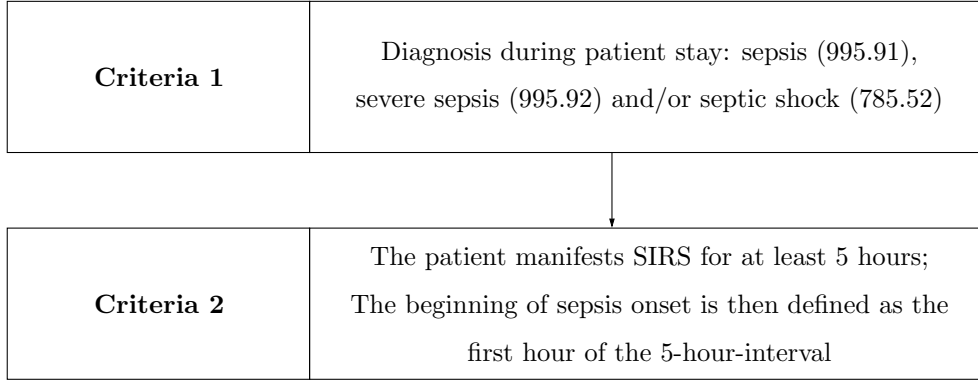 Criteria 1
Diagnosis during patient stay: sepsis (995.91),
severe sepsis (995.92) and/or septic shock (785.52)
Criteria 2
The patient manifests SIRS for at least 5 hours;
The beginning of sepsis onset is then defined as the
first hour of the 5-hour-interval